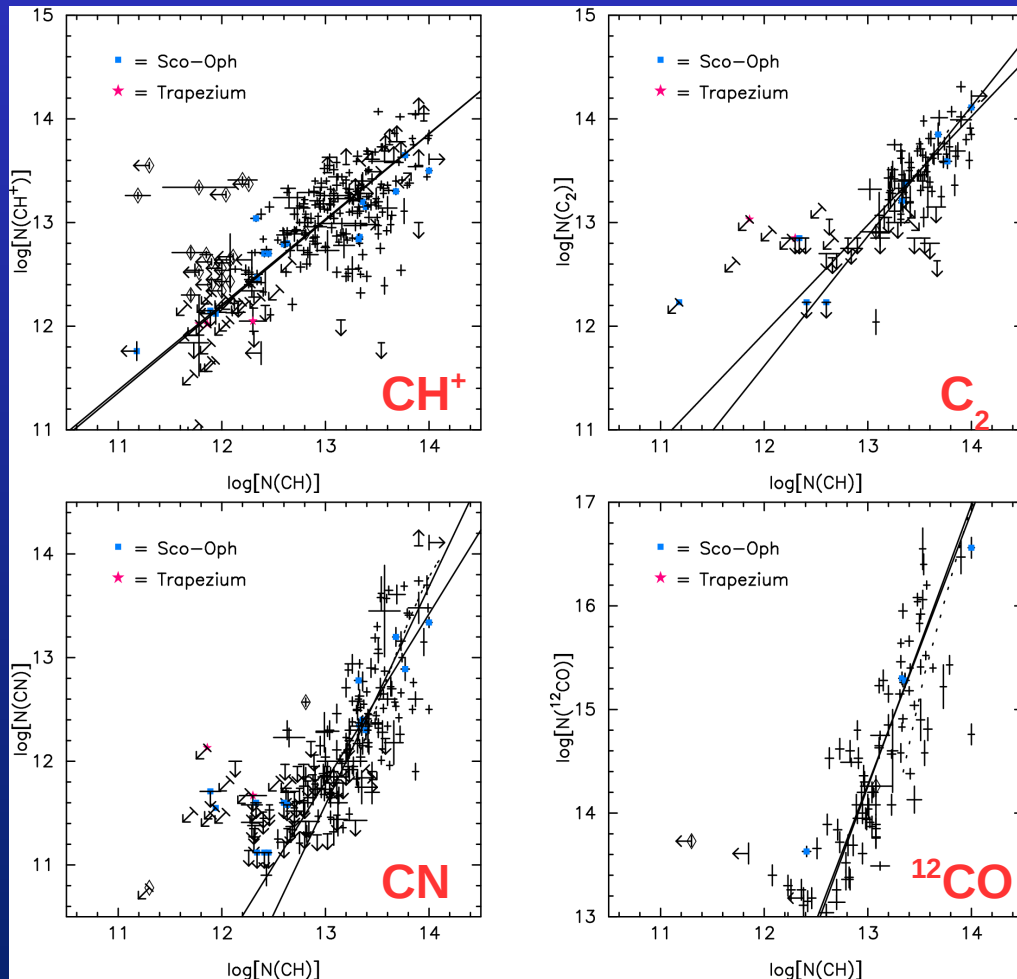 15
14
13
12
11
log[N(CH⁺)]
■ = Sco-Oph
★ = Trapezium
CH⁺
11 12 13 14
log[N(CH)]
15
14
13
12
11
log[N(C₂)]
■ = Sco-Oph
★ = Trapezium
C₂
11 12 13 14
log[N(CH)]
14
13
12
11
log[N(CN)]
■ = Sco-Oph
★ = Trapezium
CN
11 12 13 14
log[N(CH)]
17
16
15
14
13
log[N(¹²CO)]
■ = Sco-Oph
★ = Trapezium
¹²CO
11 12 13 14
log[N(CH)]